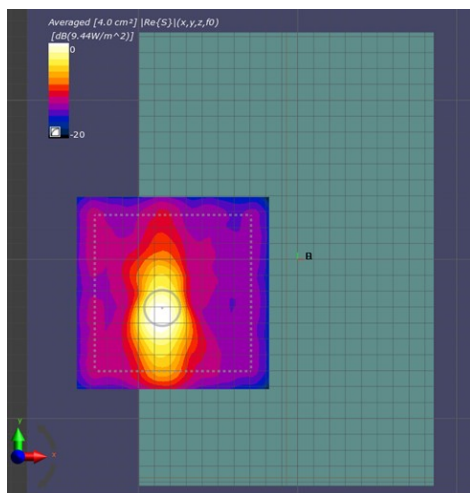 Averaged [4.0 cm²] |Re{S}|(x,y,z,f0)
[dB(9.44W/m^2)]
0
-20
y
x